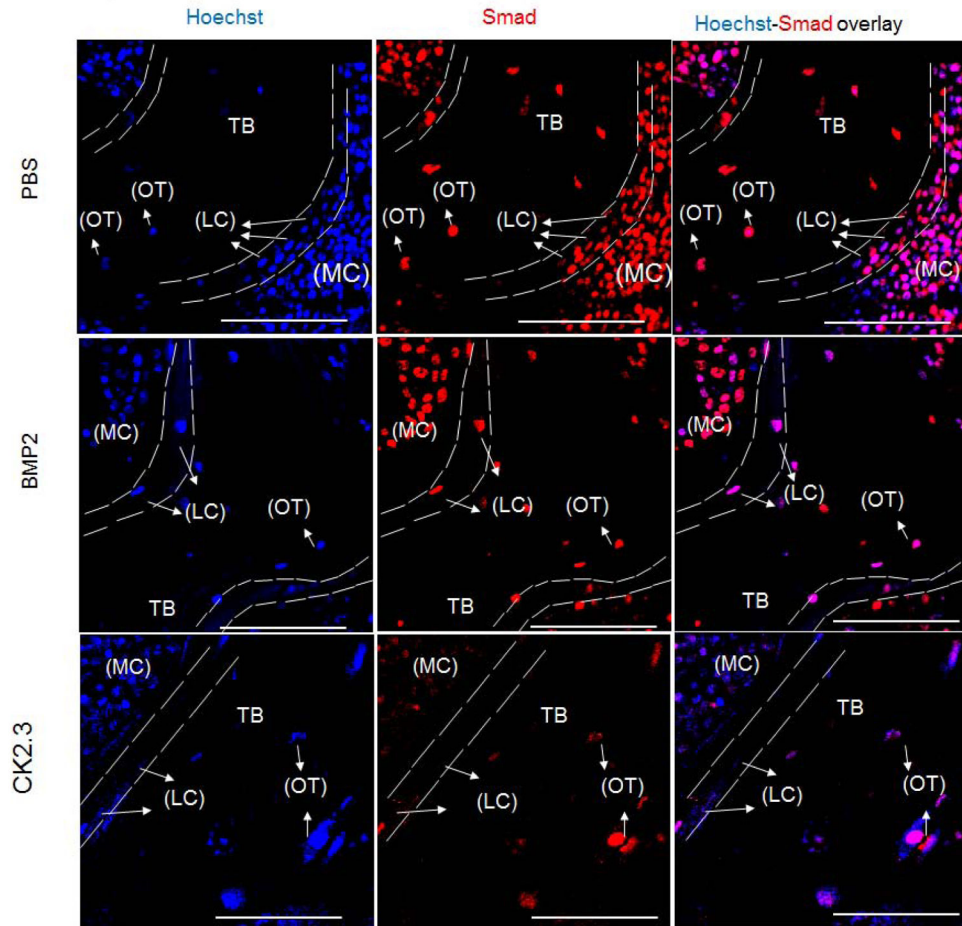 Hoechst
Smad
Hoechst-Smad overlay
PBS
TB
(OT)
(OT)
(LC)
(MC)
TB
(OT)
(OT)
(LC)
(MC)
TB
(OT)
(OT)
(LC)
(MC)
BMP2
(MC)
(LC)
(OT)
TB
(MC)
(LC)
(OT)
TB
(MC)
(LC)
(OT)
TB
CK2.3
(MC)
TB
(LC)
(OT)
(MC)
TB
(LC)
(OT)
(MC)
TB
(LC)
(OT)